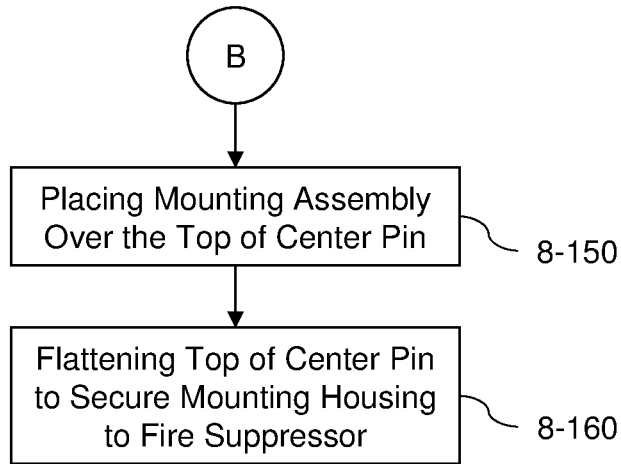 B
Placing Mounting Assembly
Over the Top of Center Pin
8-150
Flattening Top of Center Pin
to Secure Mounting Housing
to Fire Suppressor
8-160